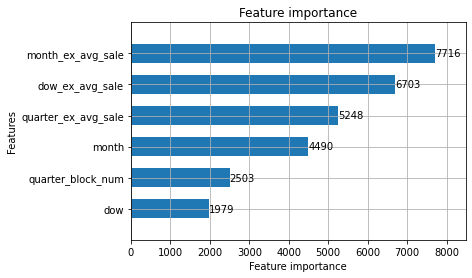 Feature importance
month_ex_avg_sale 7716
dow_ex_avg_sale 6703
quarter_ex_avg_sale 5248
month 4490
quarter_block_num 2503
dow 1979
Features
0 1000 2000 3000 4000 5000 6000 7000 8000
Feature importance